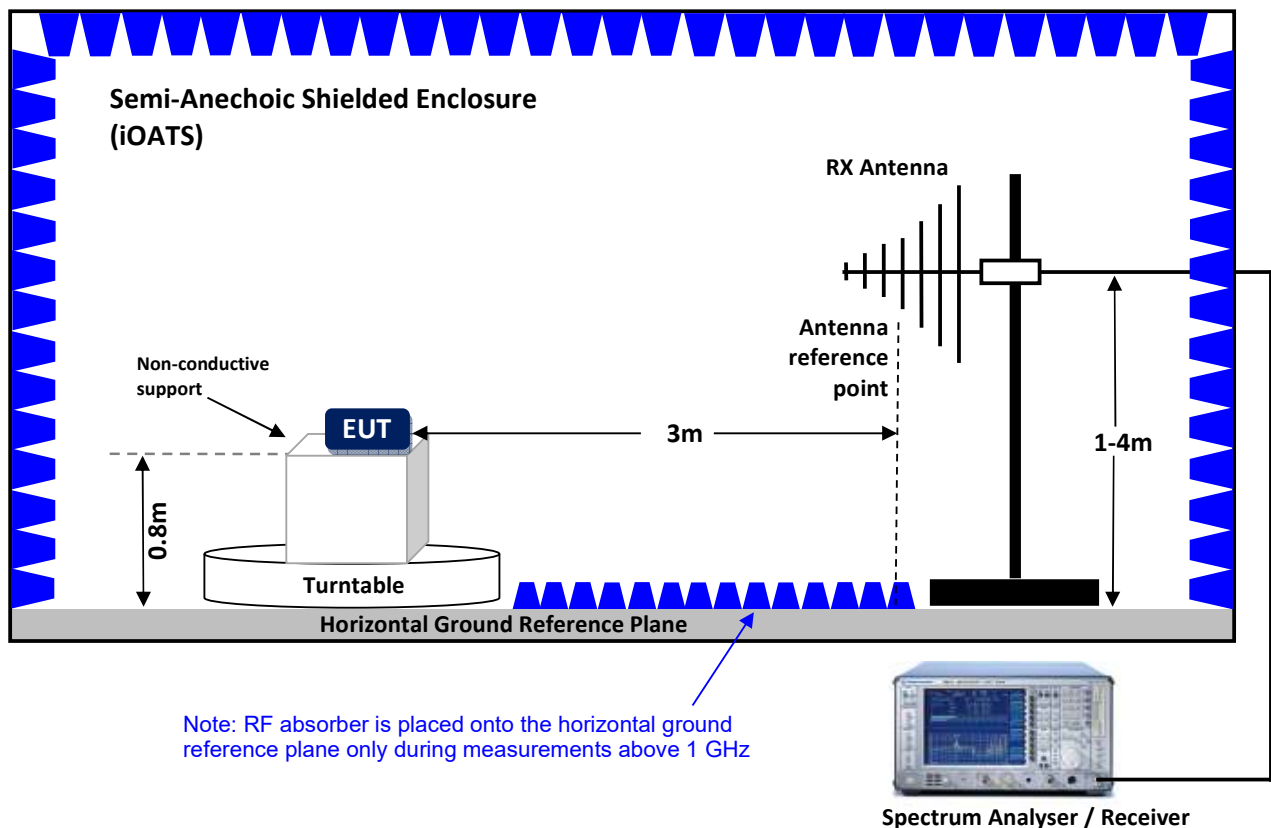 Semi-Anechoic Shielded Enclosure
(iOATS)
RX Antenna
Antenna
reference
point
Non-conductive
support
EUT
3m
1-4m
0.8m
Turntable
Horizontal Ground Reference Plane
Note: RF absorber is placed onto the horizontal ground
reference plane only during measurements above 1 GHz
Spectrum Analyser / Receiver